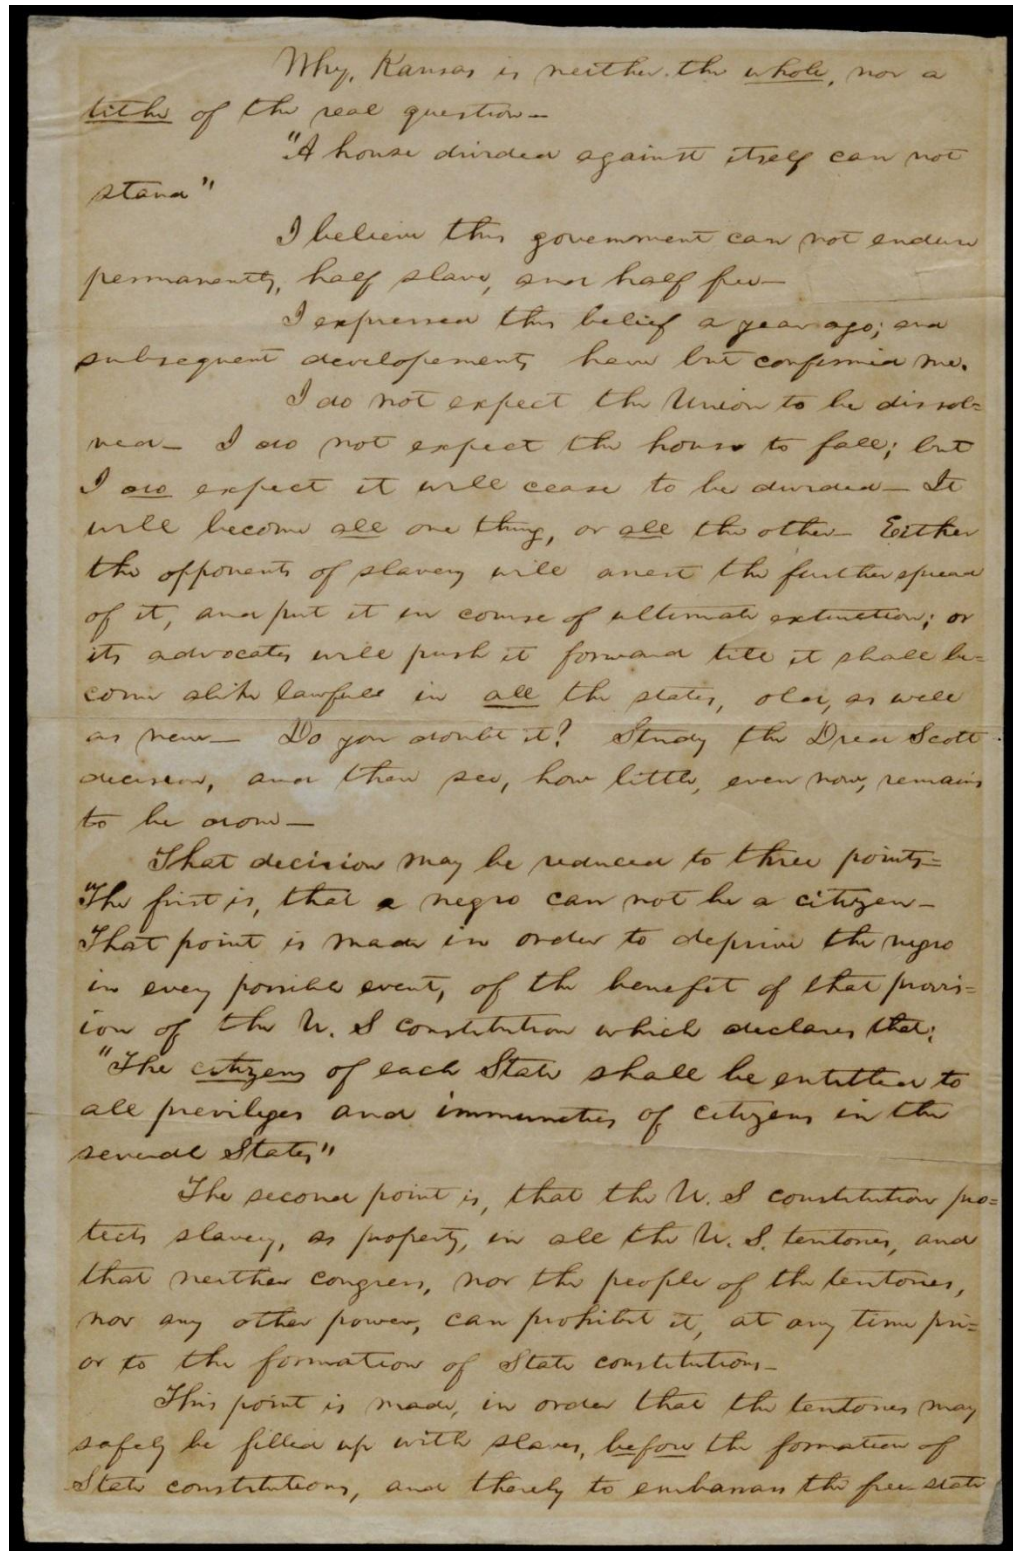 Why, Kansas is neither the whole, nor a
tithe of the real question—
"A house divided against itself can not
stand"
I believe this government can not endure
permanently, half slave, and half free—
I expressed this belief a year ago; and
subsequent developements have but confirmed me.
I do not expect the Union to be dissol=
ved— I do not expect the house to fall; but
I do expect it will cease to be divided— It
will become all one thing, or all the other— Either
the opponents of slavery will arrest the further spread
of it, and put it in course of ultimate extinction; or
its advocates will push it forward till it shall be=
come alike lawfull in all the states, old, as well
as new— Do you doubt it? Study the Dred Scott
decision, and then see, how little, even now, remains
to be done—
That decision may be reduced to three points—
The first is, that a negro can not be a citizen—
That point is made in order to deprive the negro
in every possible event, of the benefit of that provis=
ion of the U. S constitution which declares that:
"The citizens of each State shall be entitled to
all previleges and immunities of citizens in the
several States"
The second point is, that the U. S constitution pro=
tects slavery, as property, in all the U. S. territories, and
that neither congress, nor the people of the territories,
nor any other power, can prohibit it, at any time pri=
or to the formation of State constitutions—
This point is made, in order that the territories may
safely be filled up with slaves, before the formation of
State constitutions, and thereby to embarrass the free state